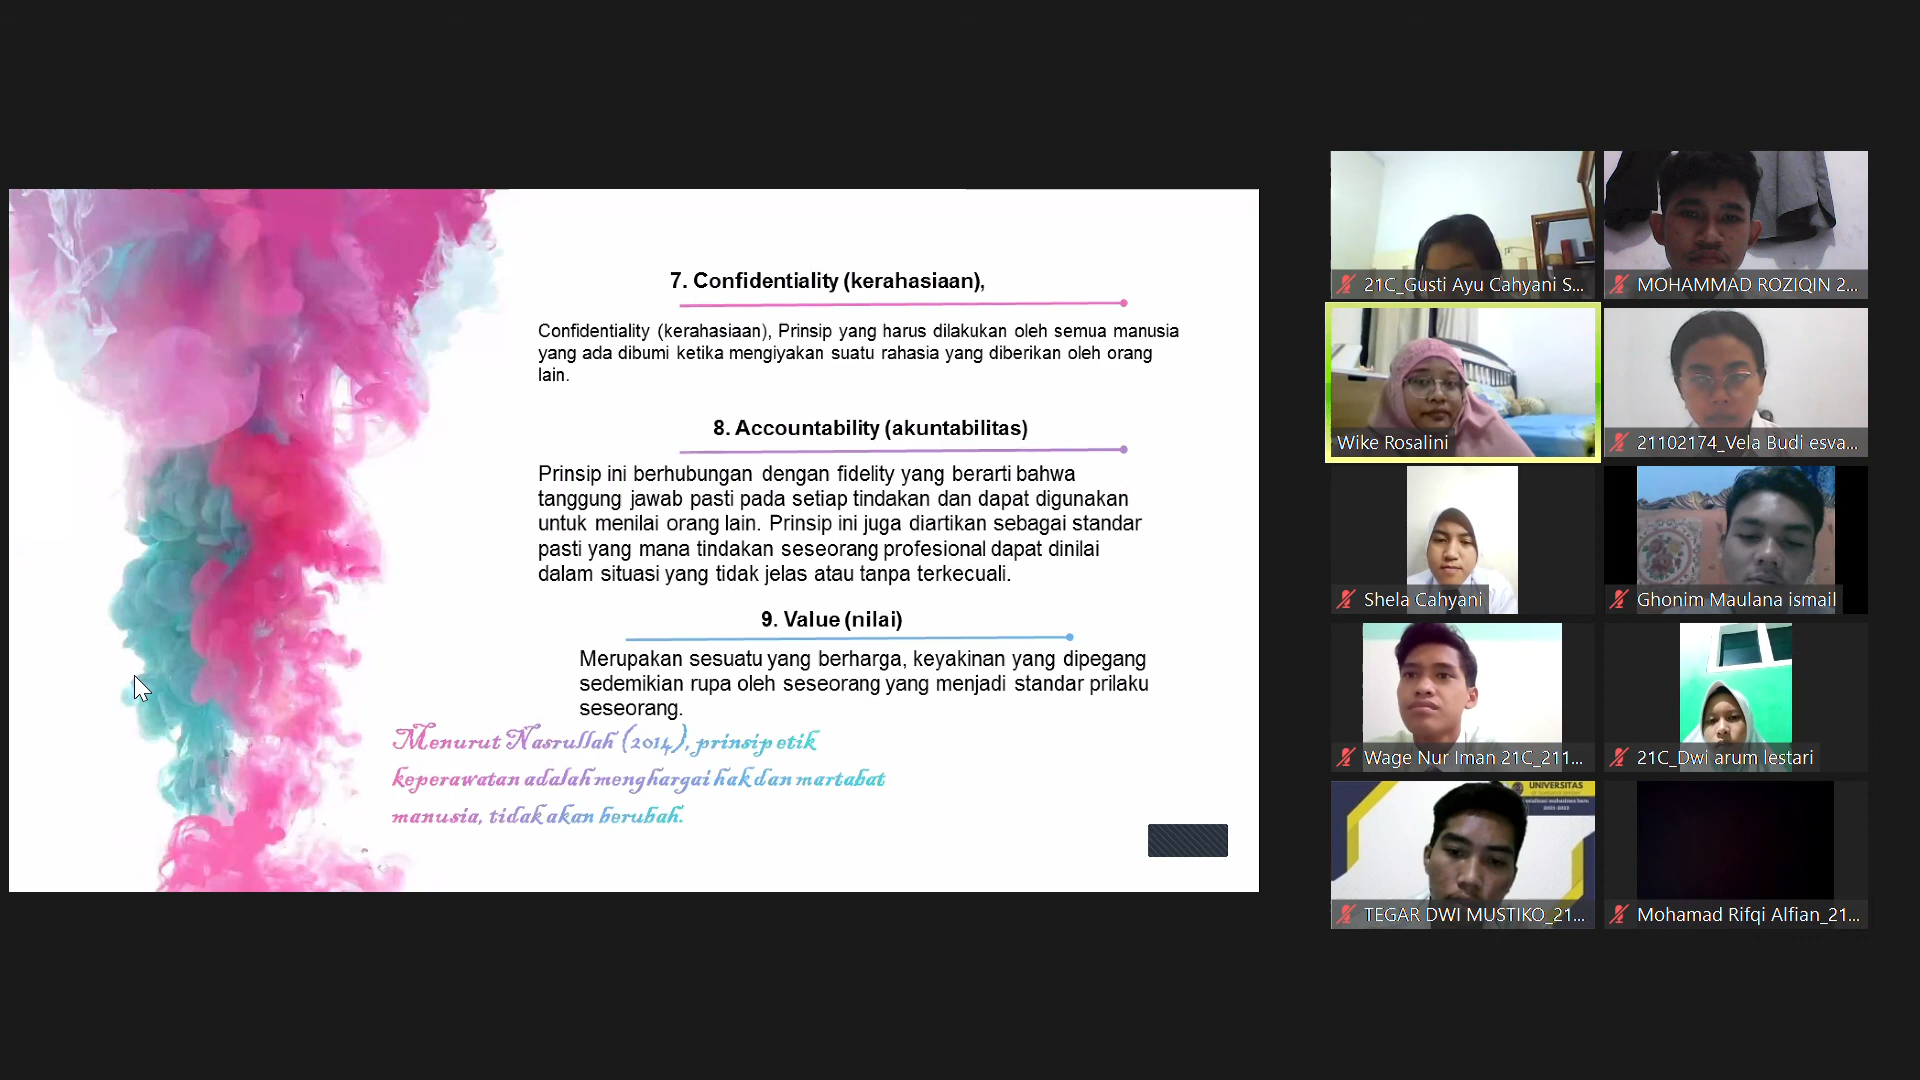 7. Confidentiality (kerahasiaan),
Confidentiality (kerahasiaan), Prinsip yang harus dilakukan oleh semua manusia
yang ada dibumi ketika mengiyakan suatu rahasia yang diberikan oleh orang
lain.
8. Accountability (akuntabilitas)
Prinsip ini berhubungan dengan fidelity yang berarti bahwa
tanggung jawab pasti pada setiap tindakan dan dapat digunakan
untuk menilai orang lain. Prinsip ini juga diartikan sebagai standar
pasti yang mana tindakan seseorang profesional dapat dinilai
dalam situasi yang tidak jelas atau tanpa terkecuali.
9. Value (nilai)
Merupakan sesuatu yang berharga, keyakinan yang dipegang
sedemikian rupa oleh seseorang yang menjadi standar prilaku
seseorang.
Menurut Nasrullah (2014), prinsip etik
keperawatan adalah menghargai hak dan martabat
manusia, tidak akan berubah.
21C_Gusti Ayu Cahyani S...
MOHAMMAD ROZIQIN 2...
Wike Rosalini
21102174_Vela Budi esva...
Shela Cahyani
Ghonim Maulana ismail
Wage Nur Iman 21C_211...
21C_Dwi arum lestari
UNIVERSITAS
2021-2022
TEGAR DWI MUSTIKO_21...
Mohamad Rifqi Alfian_21...